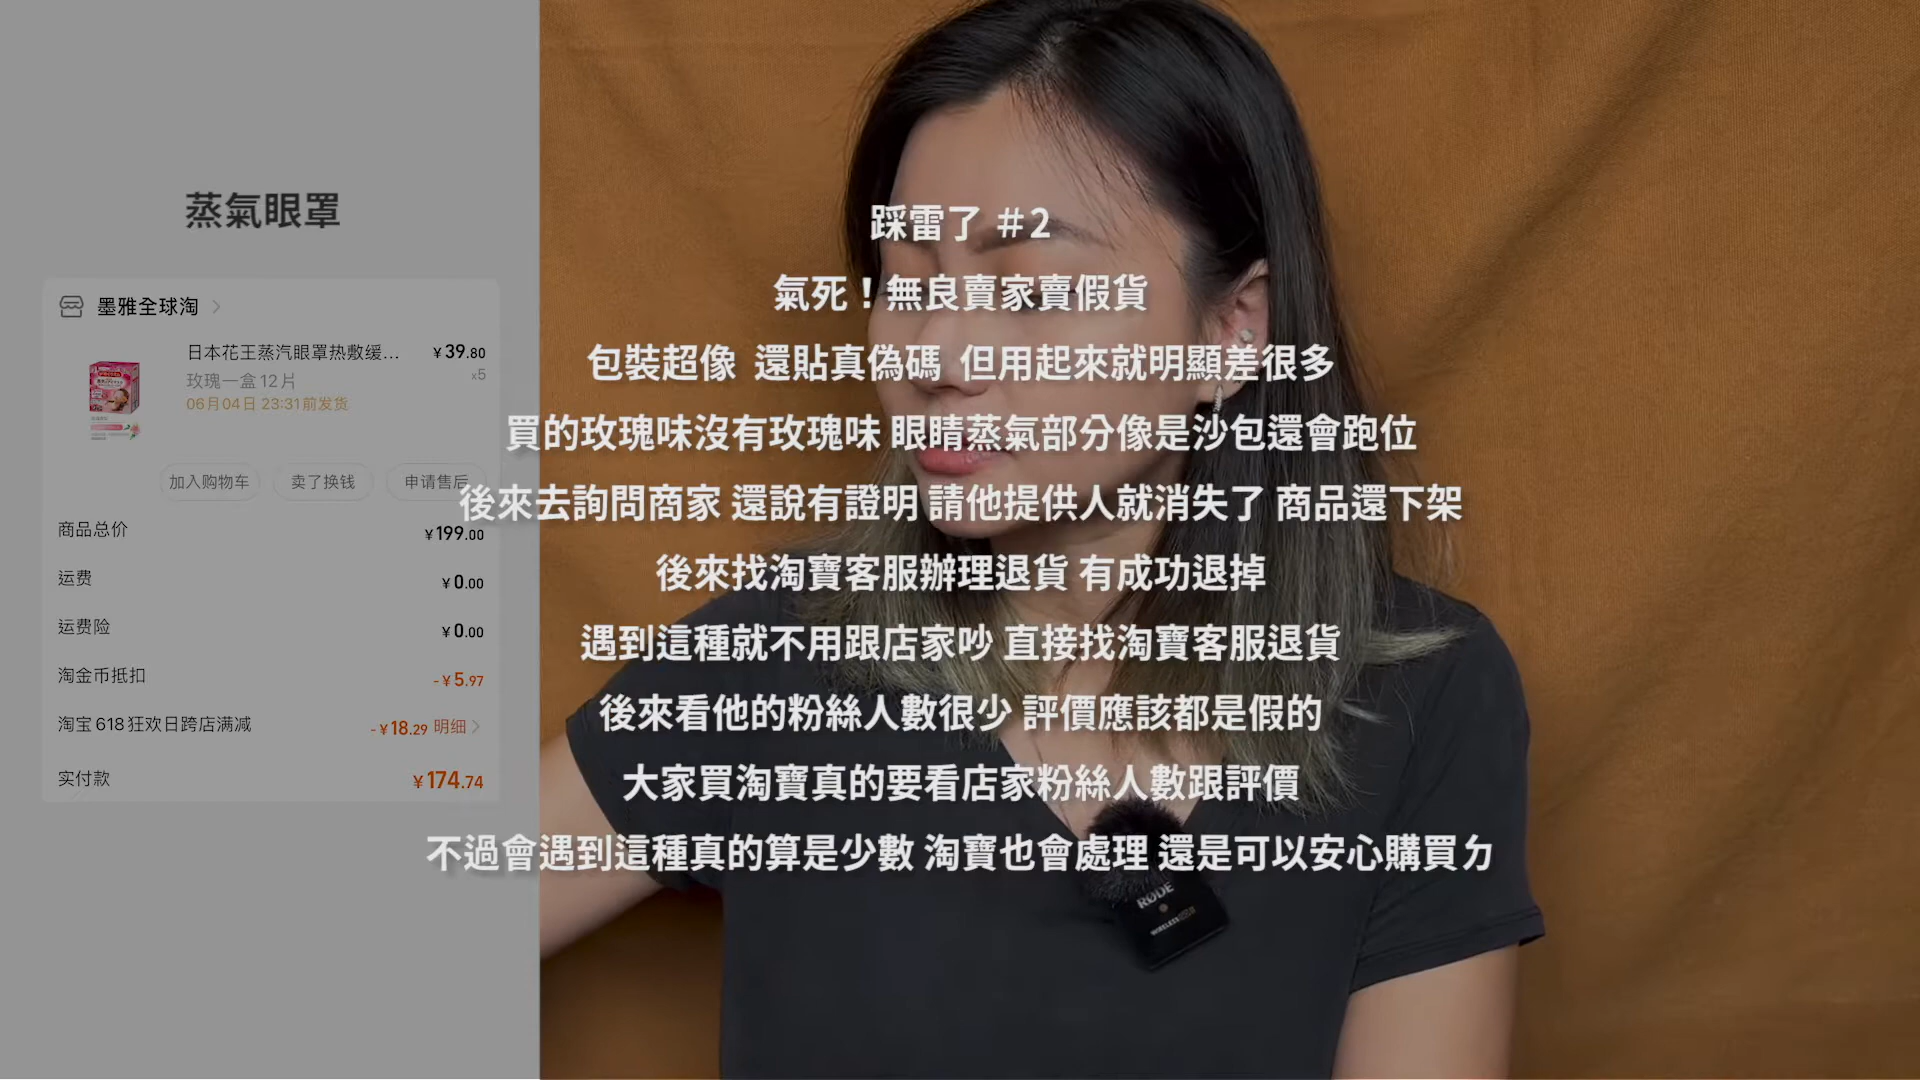 蒸氣眼罩
墨雅全球淘
日本花王蒸汽眼罩热敷缓... ¥39.80
玫瑰一盒12片 x5
06月04日 23:31前发货
加入购物车 卖了换钱 申请售后
商品总价 ¥199.00
运费 ¥0.00
运费险 ¥0.00
淘金币抵扣 -¥5.97
淘宝618狂欢日跨店满减 -¥18.29 明细
实付款 ¥174.74
踩雷了 #2
氣死！無良賣家賣假貨
包裝超像 還貼真偽碼 但用起來就明顯差很多
買的玫瑰味沒有玫瑰味 眼睛蒸氣部分像是沙包還會跑位
後來去詢問商家 還說有證明 請他提供人就消失了 商品還下架
後來找淘寶客服辦理退貨 有成功退掉
遇到這種就不用跟店家吵 直接找淘寶客服退貨
後來看他的粉絲人數很少 評價應該都是假的
大家買淘寶真的要看店家粉絲人數跟評價
不過會遇到這種真的算是少數 淘寶也會處理 還是可以安心購買ㄉ
RØDE
WIRELESS